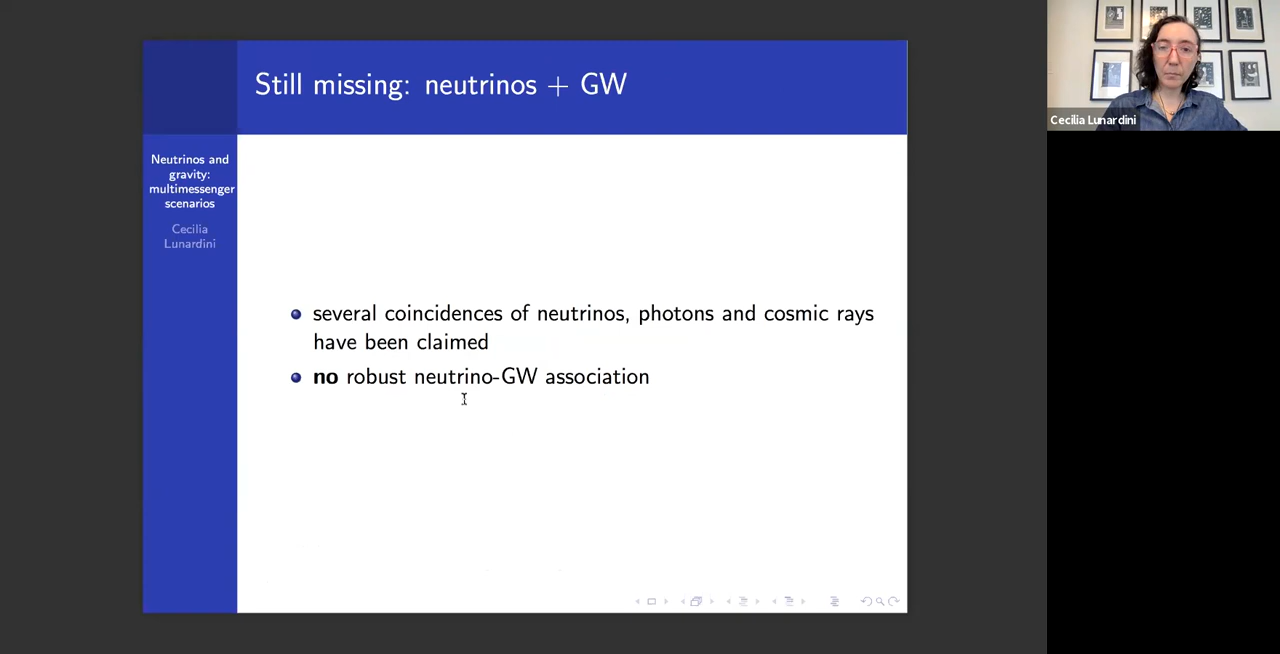 Still missing: neutrinos + GW
Neutrinos and
gravity:
multimessenger
scenarios
Cecilia
Lunardini
several coincidences of neutrinos, photons and cosmic rays
have been claimed
no robust neutrino-GW association
Cecilia Lunardini